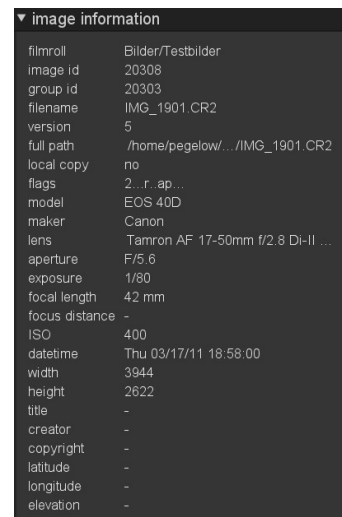 ▼ image information
filmroll Bilder/Testbilder
image id 20308
group id 20303
filename IMG_1901.CR2
version 5
full path /home/pegelow/.../IMG_1901.CR2
local copy no
flags 2...r..ap...
model EOS 40D
maker Canon
lens Tamron AF 17-50mm f/2.8 Di-II ...
aperture F/5.6
exposure 1/80
focal length 42 mm
focus distance -
ISO 400
datetime Thu 03/17/11 18:58:00
width 3944
height 2622
title -
creator -
copyright -
latitude -
longitude -
elevation -